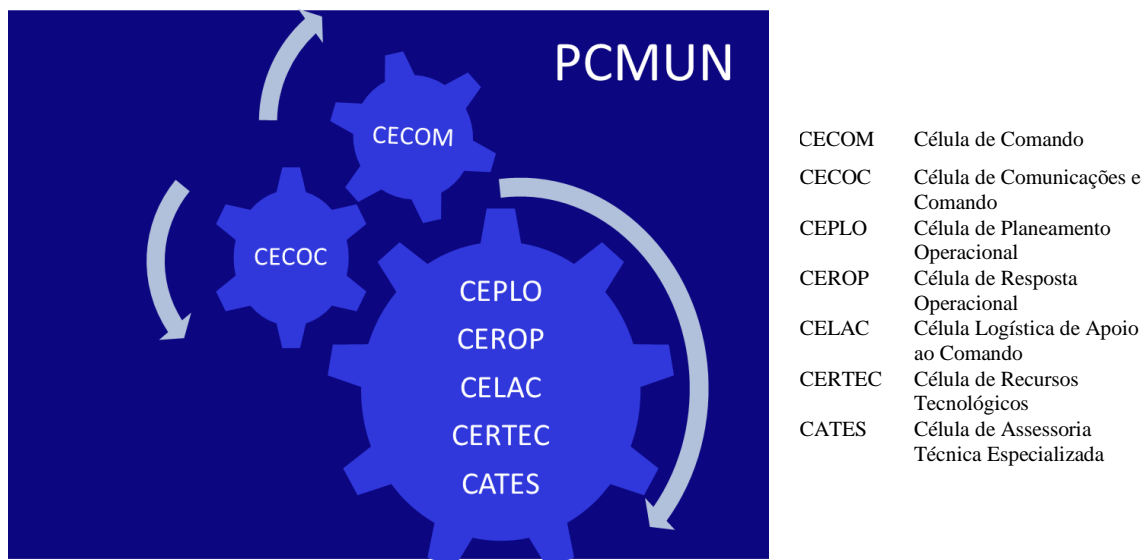 PCMUN
CECOM
CECOC
CEPLO
CEROP
CELAC
CERTEC
CATES
CECOM Célula de Comando
CECOC Célula de Comunicações e
Comando
CEPLO Célula de Planeamento
Operacional
CEROP Célula de Resposta
Operacional
CELAC Célula Logística de Apoio
ao Comando
CERTEC Célula de Recursos
Tecnológicos
CATES Célula de Assessoria
Técnica Especializada